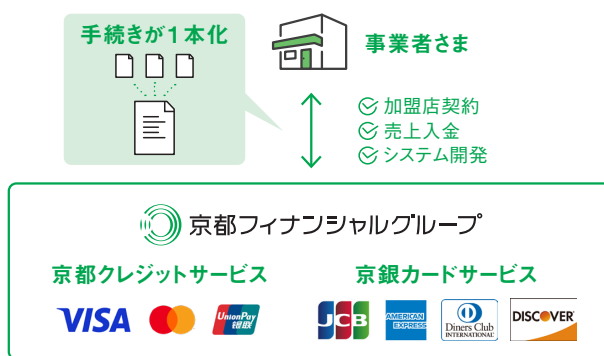 手続きが1本化
事業者さま
加盟店契約
売上入金
システム開発
京都フィナンシャルグループ
京都クレジットサービス
京銀カードサービス
VISA
UnionPay
银联
JCB
AMERICAN
EXPRESS
Diners Club
INTERNATIONAL
DISCOVER